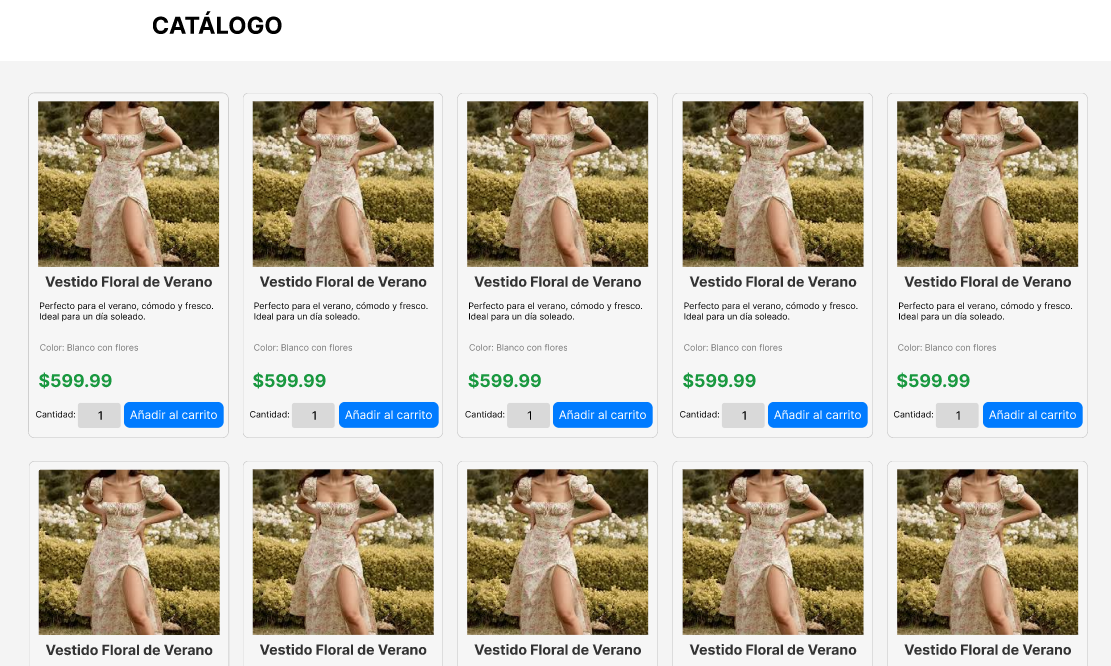 CATÁLOGO
Vestido Floral de Verano
Perfecto para el verano, cómodo y fresco.
Ideal para un día soleado.
Color: Blanco con flores
$599.99
Cantidad: 1 Añadir al carrito
Vestido Floral de Verano
Perfecto para el verano, cómodo y fresco.
Ideal para un día soleado.
Color: Blanco con flores
$599.99
Cantidad: 1 Añadir al carrito
Vestido Floral de Verano
Perfecto para el verano, cómodo y fresco.
Ideal para un día soleado.
Color: Blanco con flores
$599.99
Cantidad: 1 Añadir al carrito
Vestido Floral de Verano
Perfecto para el verano, cómodo y fresco.
Ideal para un día soleado.
Color: Blanco con flores
$599.99
Cantidad: 1 Añadir al carrito
Vestido Floral de Verano
Perfecto para el verano, cómodo y fresco.
Ideal para un día soleado.
Color: Blanco con flores
$599.99
Cantidad: 1 Añadir al carrito
Vestido Floral de Verano
Vestido Floral de Verano
Vestido Floral de Verano
Vestido Floral de Verano
Vestido Floral de Verano